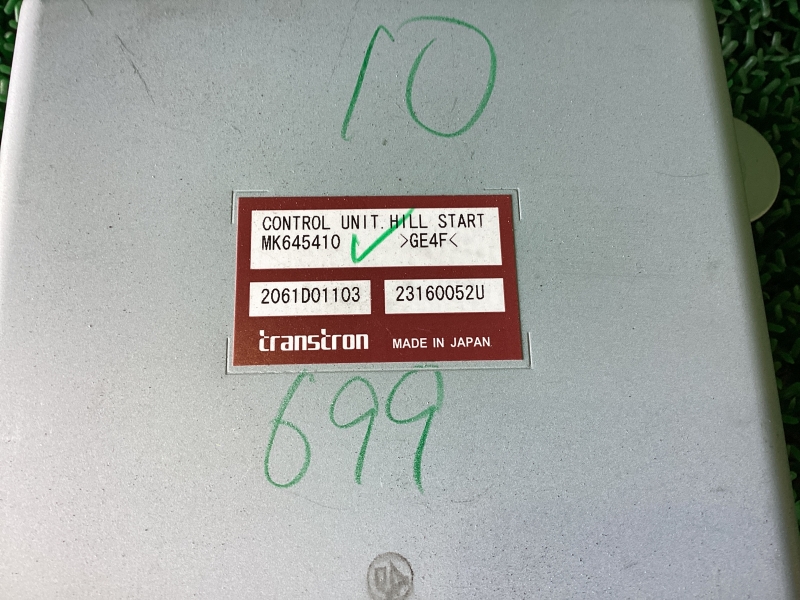 10
CONTROL UNIT.HILL START
MK645410 >GE4F<
2061D01103 23160052U
transtron MADE IN JAPAN
699